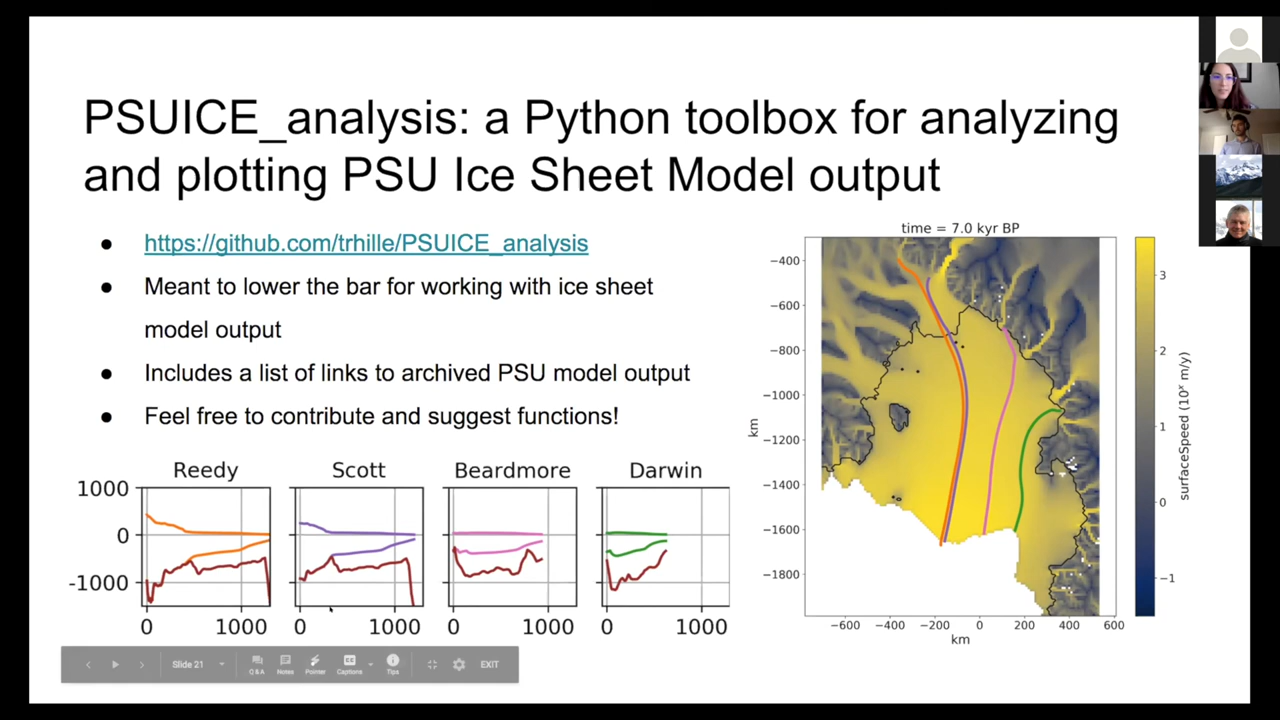 PSUICE_analysis: a Python toolbox for analyzing
and plotting PSU Ice Sheet Model output
● https://github.com/trhille/PSUICE_analysis
● Meant to lower the bar for working with ice sheet
model output
● Includes a list of links to archived PSU model output
● Feel free to contribute and suggest functions!
Reedy Scott Beardmore Darwin
1000
0
-1000
0 1000 0 1000 0 1000 0 1000
time = 7.0 kyr BP
−400
−600
−800
−1000
−1200
−1400
−1600
−1800
km
−600 −400 −200 0 200 400 600
km
3
2
1
0
−1
surfaceSpeed (10ˣ m/y)
Slide 21 Q&A Notes Pointer Captions Tips EXIT